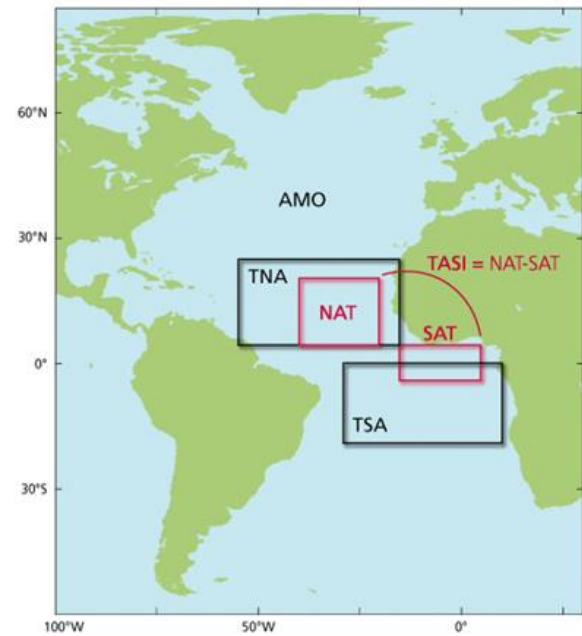 60°N
AMO
30°N
TASI = NAT-SAT
TNA
NAT
SAT
0°
TSA
30°S
100°W
50°W
0°